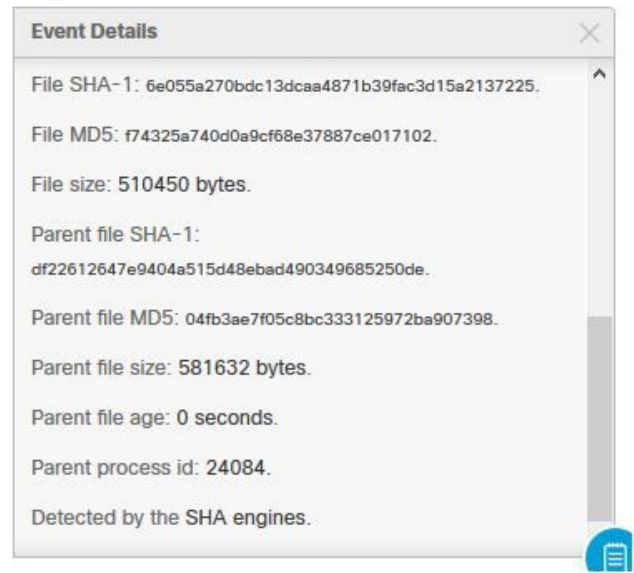 Event Details
File SHA-1: 6e055a270bdc13dcaa4871b39fac3d15a2137225.
File MD5: f74325a740d0a9cf68e37887ce017102.
File size: 510450 bytes.
Parent file SHA-1:
df22612647e9404a515d48ebad490349685250de.
Parent file MD5: 04fb3ae7f05c8bc333125972ba907398.
Parent file size: 581632 bytes.
Parent file age: 0 seconds.
Parent process id: 24084.
Detected by the SHA engines.